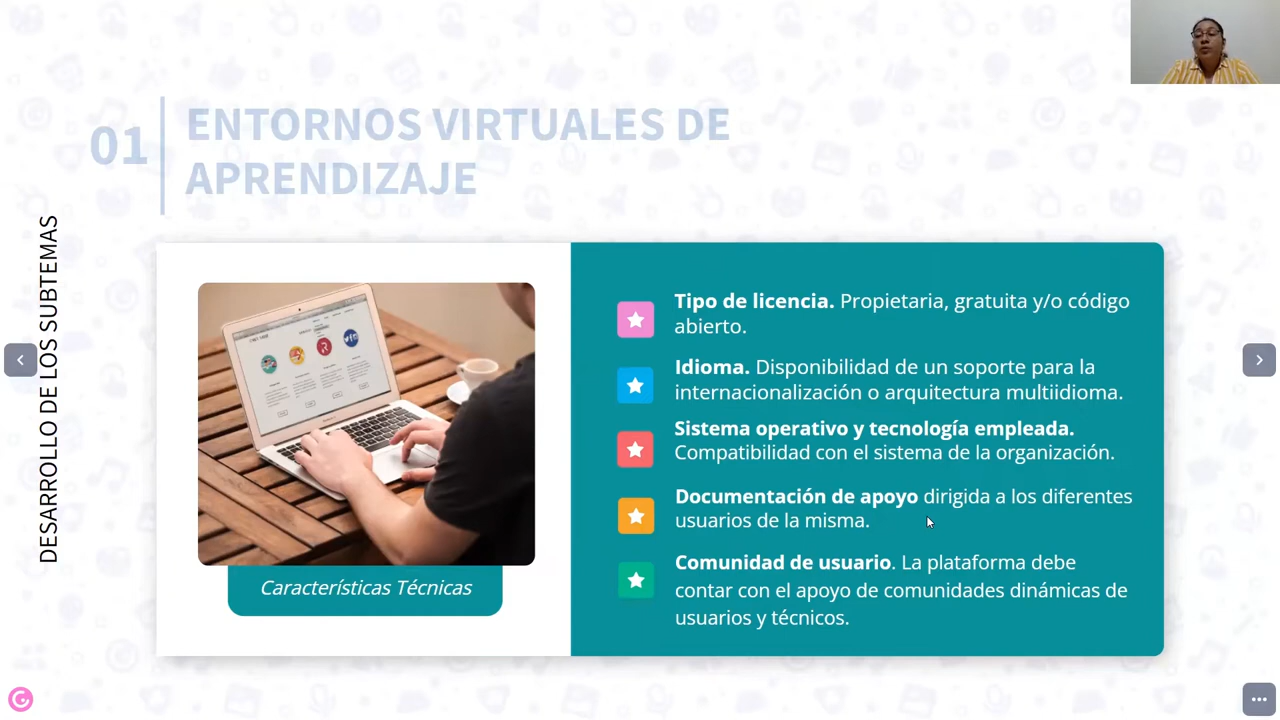 01
ENTORNOS VIRTUALES DE
APRENDIZAJE
DESARROLLO DE LOS SUBTEMAS
Características Técnicas
Tipo de licencia. Propietaria, gratuita y/o código
abierto.
Idioma. Disponibilidad de un soporte para la
internacionalización o arquitectura multiidioma.
Sistema operativo y tecnología empleada.
Compatibilidad con el sistema de la organización.
Documentación de apoyo dirigida a los diferentes
usuarios de la misma.
Comunidad de usuario. La plataforma debe
contar con el apoyo de comunidades dinámicas de
usuarios y técnicos.